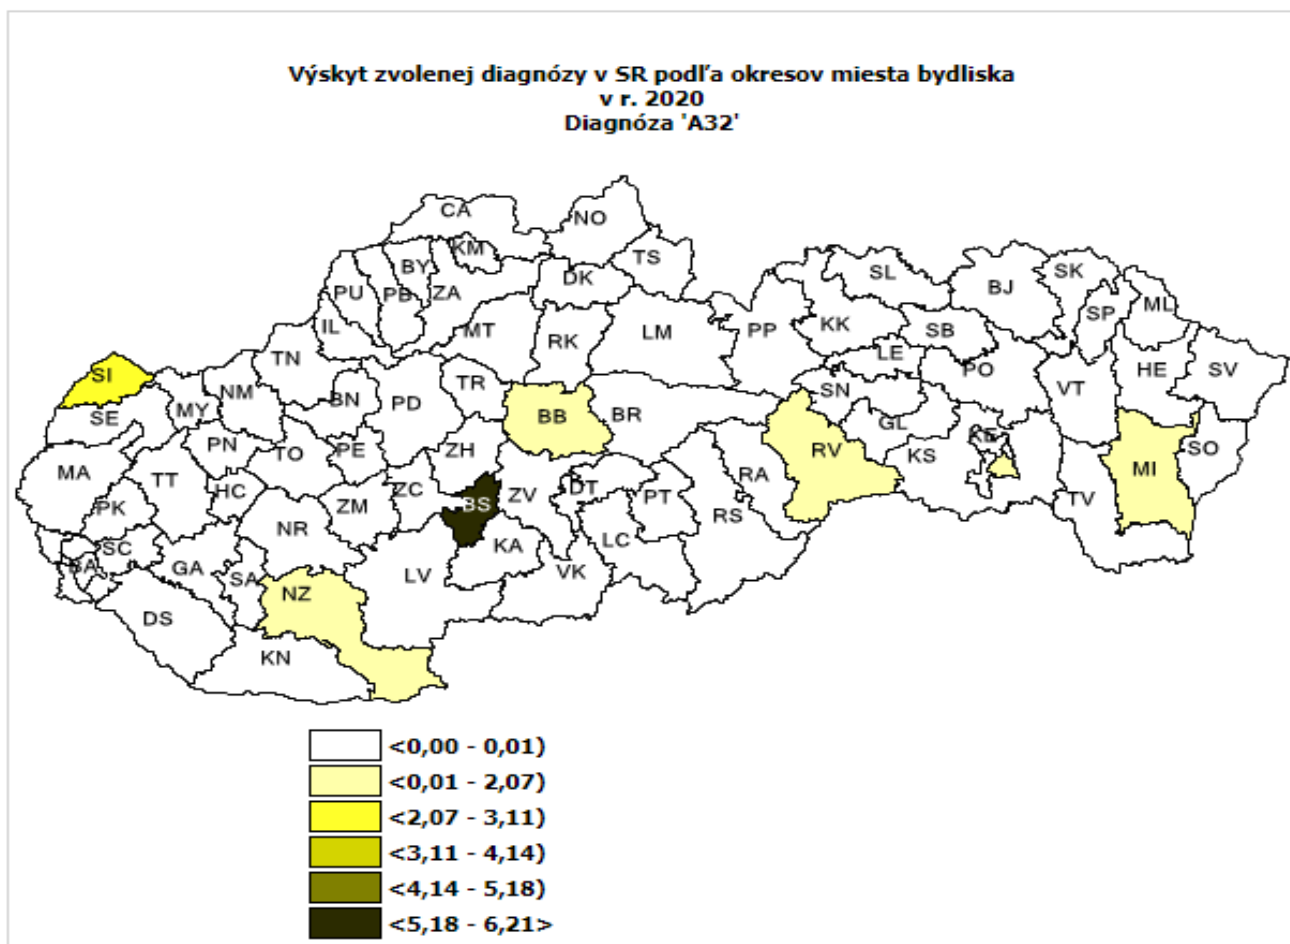 Výskyt zvolenej diagnózy v SR podľa okresov miesta bydliska
v r. 2020
Diagnóza 'A32'
CA
NO
KM
TS
BY
DK
SL
SK
PU
PB
ZA
BJ
ML
SP
IL
MT
RK
LM
PP
KK
SB
TN
LE
SI
TR
PO
HE
SV
NM
BN
PD
SN
VT
MY
SE
BB
BR
GL
PN
PE
ZH
KE
TO
RV
KS
SO
MA
TT
HC
ZC
DT
PT
RA
MI
PK
ZM
BS
ZV
TV
NR
RS
SC
KA
LC
BA
GA
SA
LV
VK
NZ
DS
KN
<0,00 - 0,01)
<0,01 - 2,07)
<2,07 - 3,11)
<3,11 - 4,14)
<4,14 - 5,18)
<5,18 - 6,21>